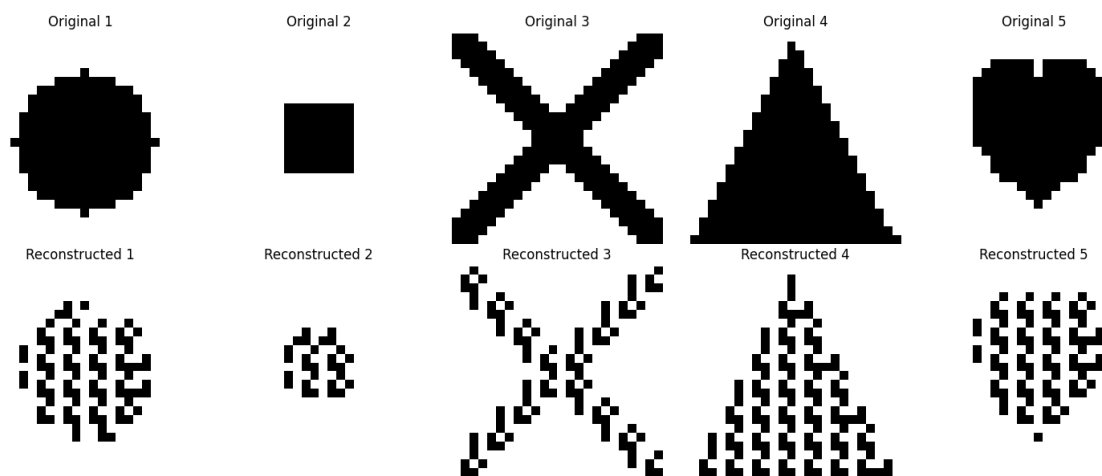 Original 1
Original 2
Original 3
Original 4
Original 5
Reconstructed 1
Reconstructed 2
Reconstructed 3
Reconstructed 4
Reconstructed 5